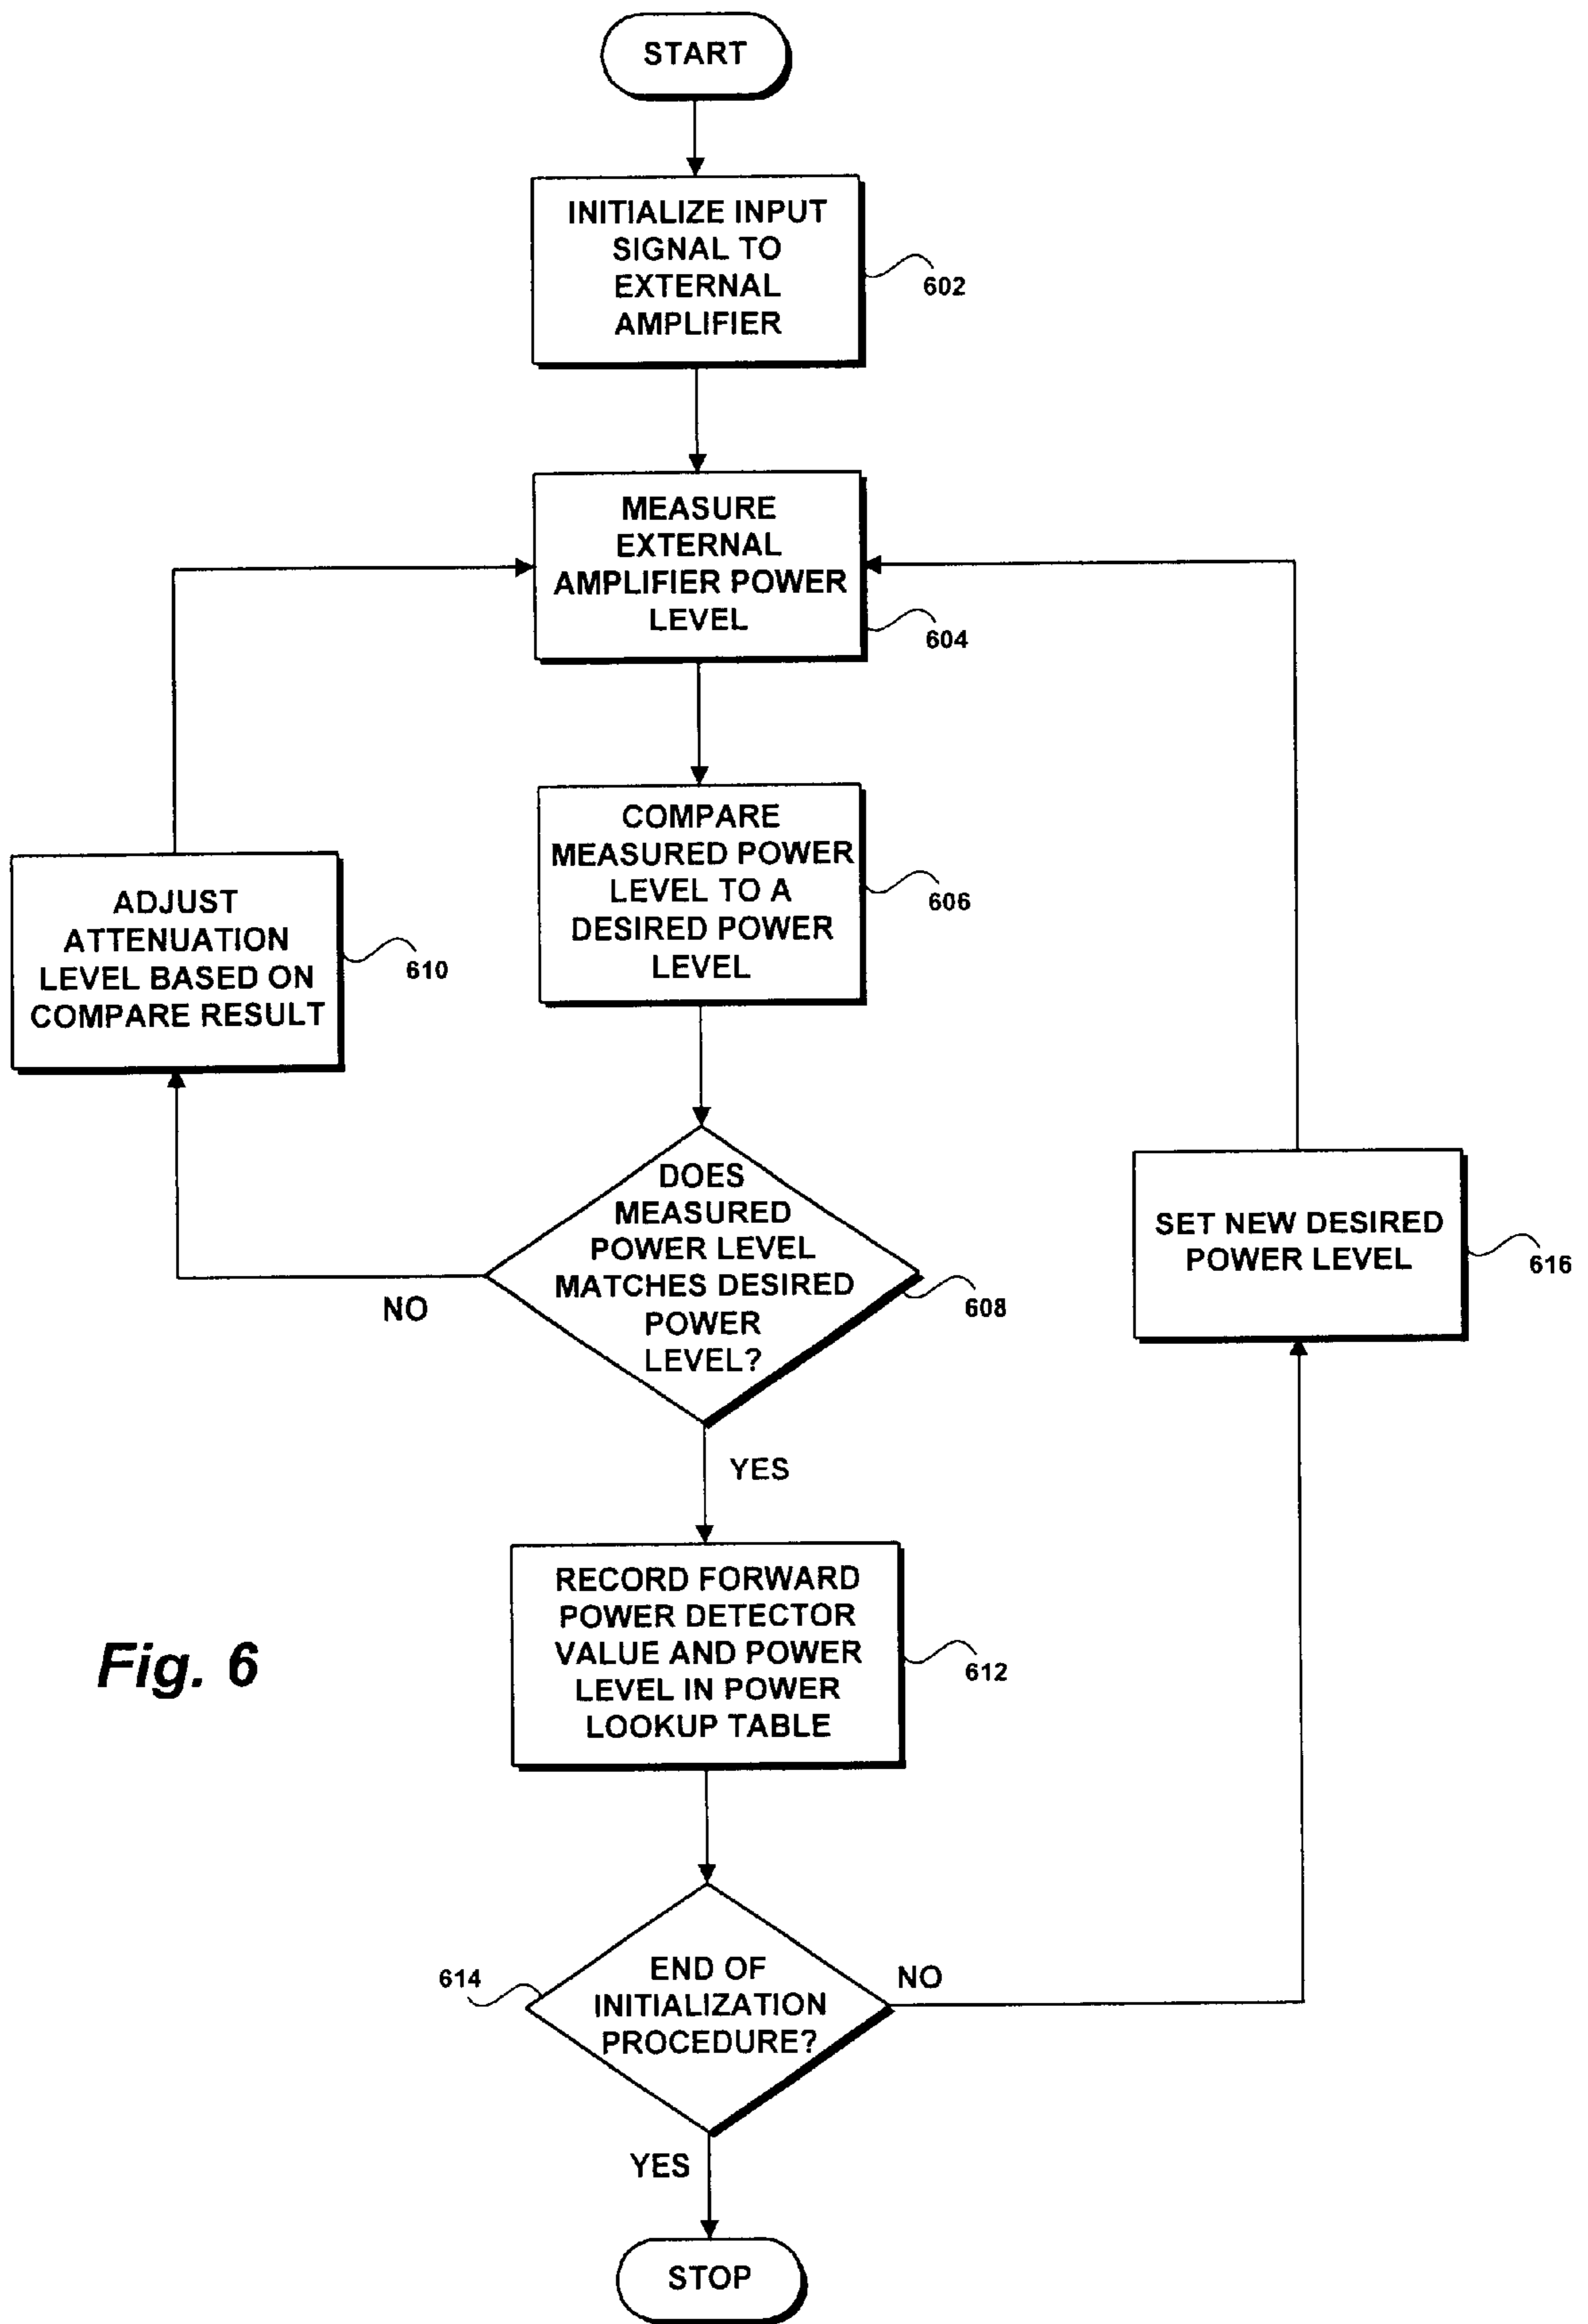 START
INITIALIZE INPUT
SIGNAL TO
EXTERNAL
AMPLIFIER
602
MEASURE
EXTERNAL
AMPLIFIER POWER
LEVEL
604
COMPARE
MEASURED POWER
LEVEL TO A
DESIRED POWER
LEVEL
606
ADJUST
ATTENUATION
LEVEL BASED ON
COMPARE RESULT
610
DOES
MEASURED
POWER LEVEL
MATCHES DESIRED
POWER
LEVEL?
608
NO
YES
SET NEW DESIRED
POWER LEVEL
616
RECORD FORWARD
POWER DETECTOR
VALUE AND POWER
LEVEL IN POWER
LOOKUP TABLE
612
Fig. 6
614
END OF
INITIALIZATION
PROCEDURE?
NO
YES
STOP